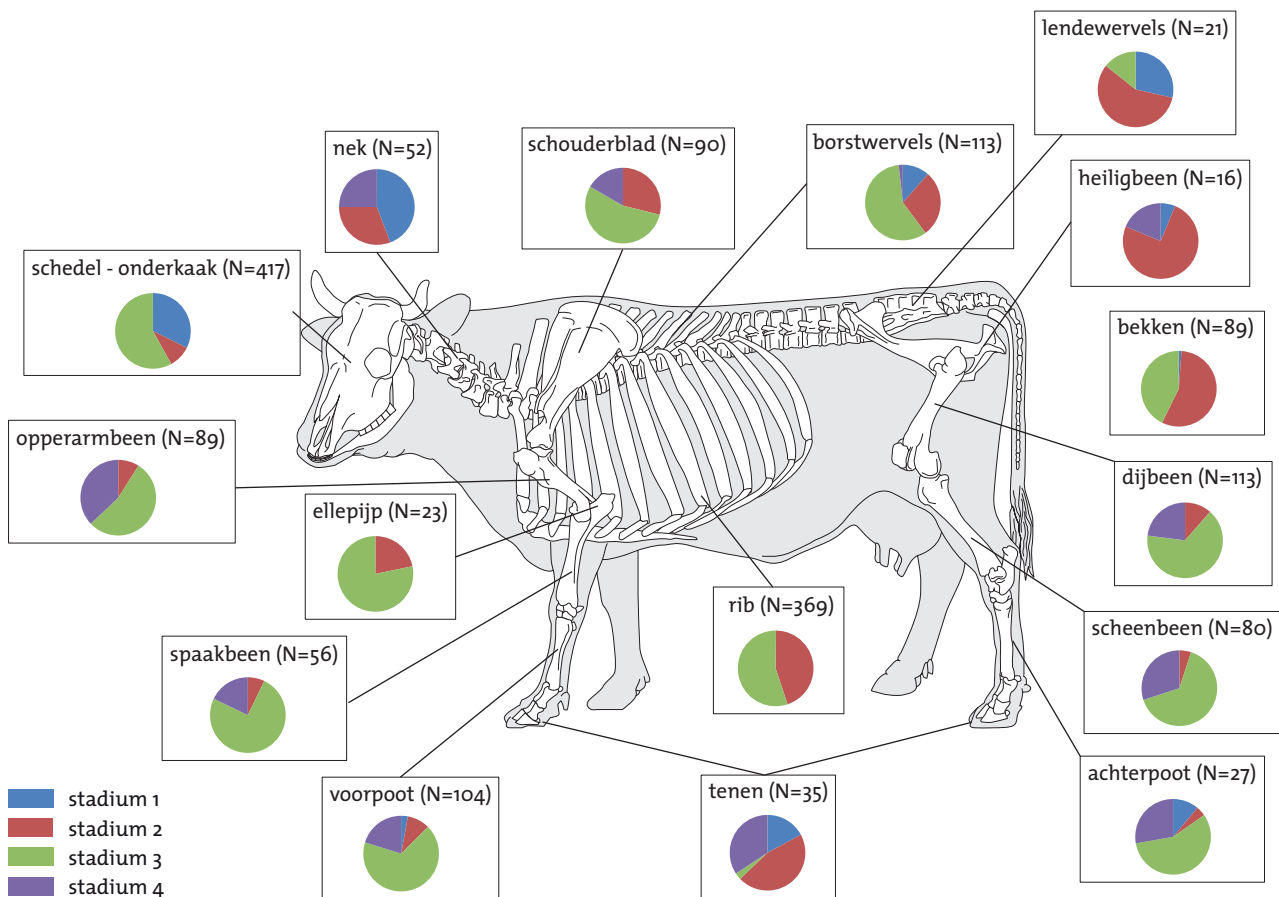 lendewervels (N=21)
nek (N=52)
schouderblad (N=90)
borstwervels (N=113)
heiligbeen (N=16)
schedel - onderkaak (N=417)
bekken (N=89)
opperarmbeen (N=89)
dijbeen (N=113)
ellepijp (N=23)
rib (N=369)
scheenbeen (N=80)
spaakbeen (N=56)
achterpoot (N=27)
voorpoot (N=104)
tenen (N=35)
stadium 1
stadium 2
stadium 3
stadium 4